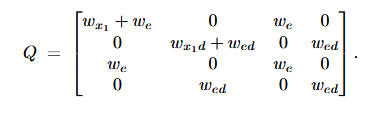 Q = [ w_{x_1} + w_e 0 w_e 0
0 w_{x_1 d} + w_{ed} 0 w_{ed}
w_e 0 w_e 0
0 w_{ed} 0 w_{ed} ] .